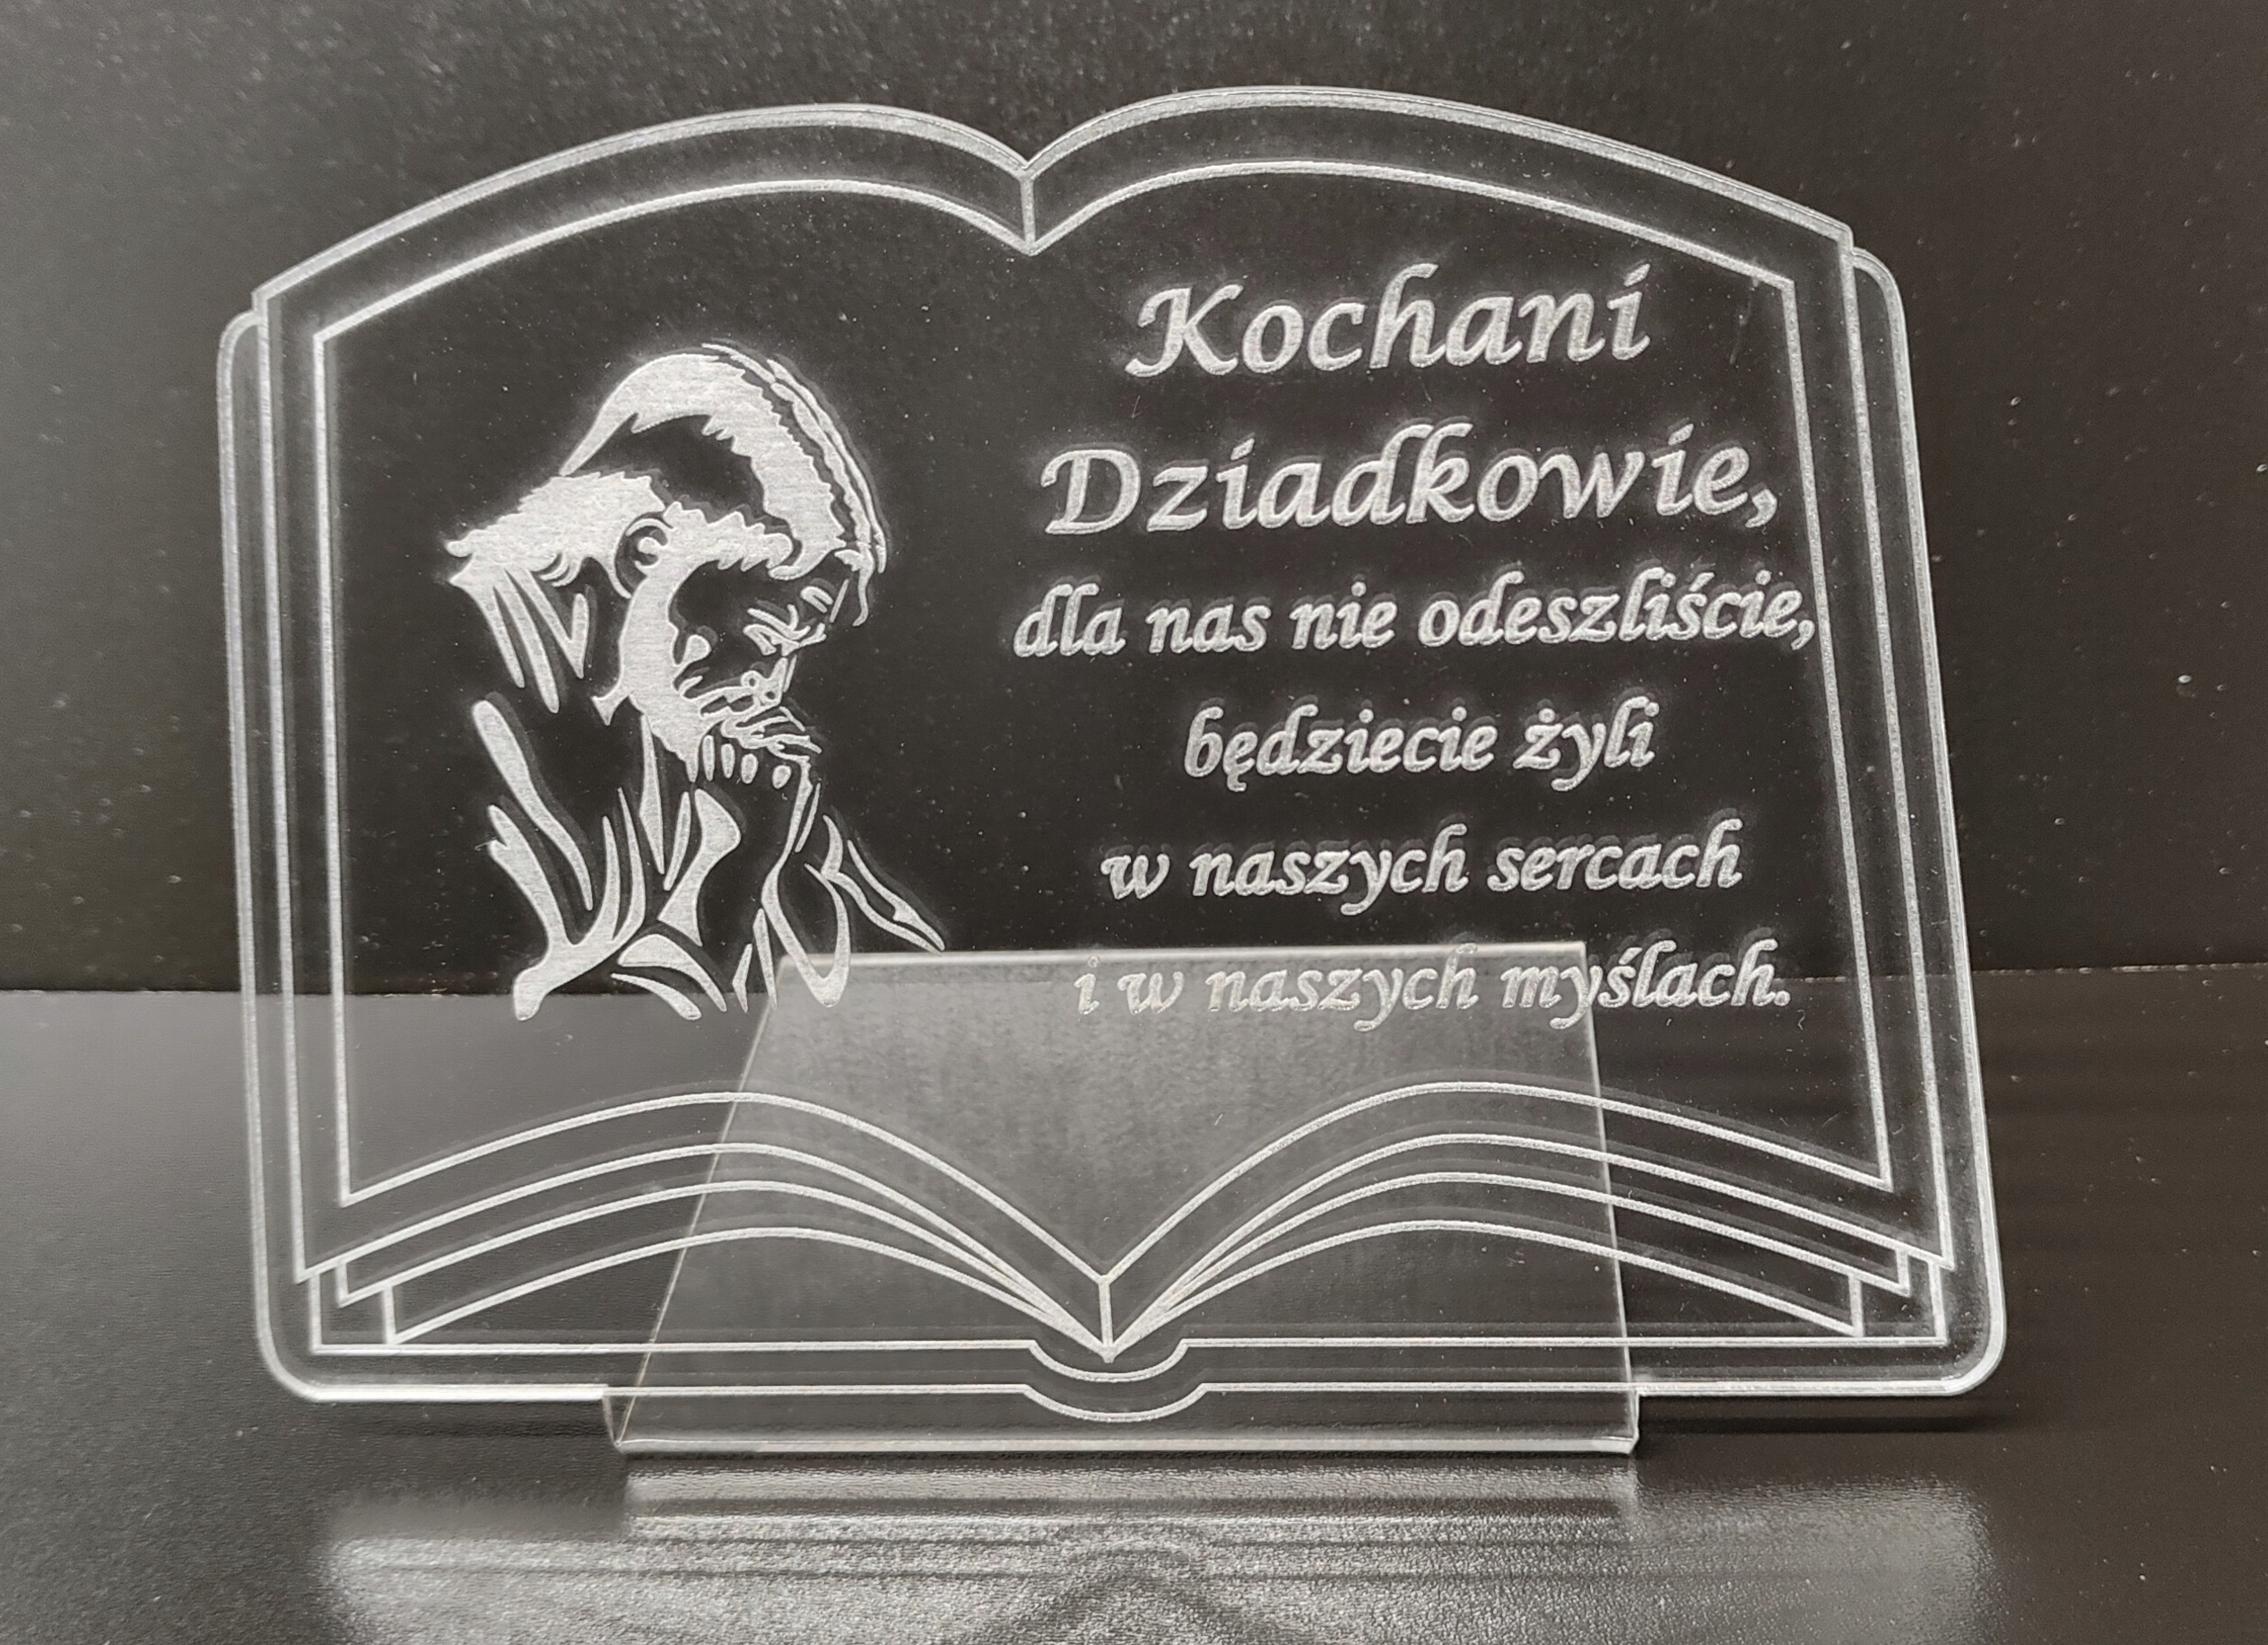 Kochani
Dziadkowie,
dla nas nie odeszliście,
będziecie żyli
w naszych sercach
i w naszych myślach.